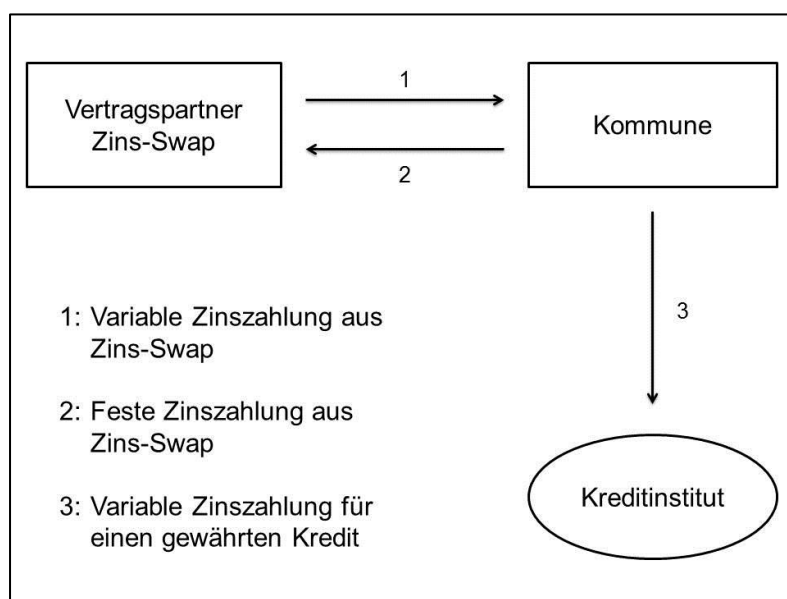 Vertragspartner
Zins-Swap
1
2
Kommune
3
1: Variable Zinszahlung aus
Zins-Swap
2: Feste Zinszahlung aus
Zins-Swap
3: Variable Zinszahlung für
einen gewährten Kredit
Kreditinstitut